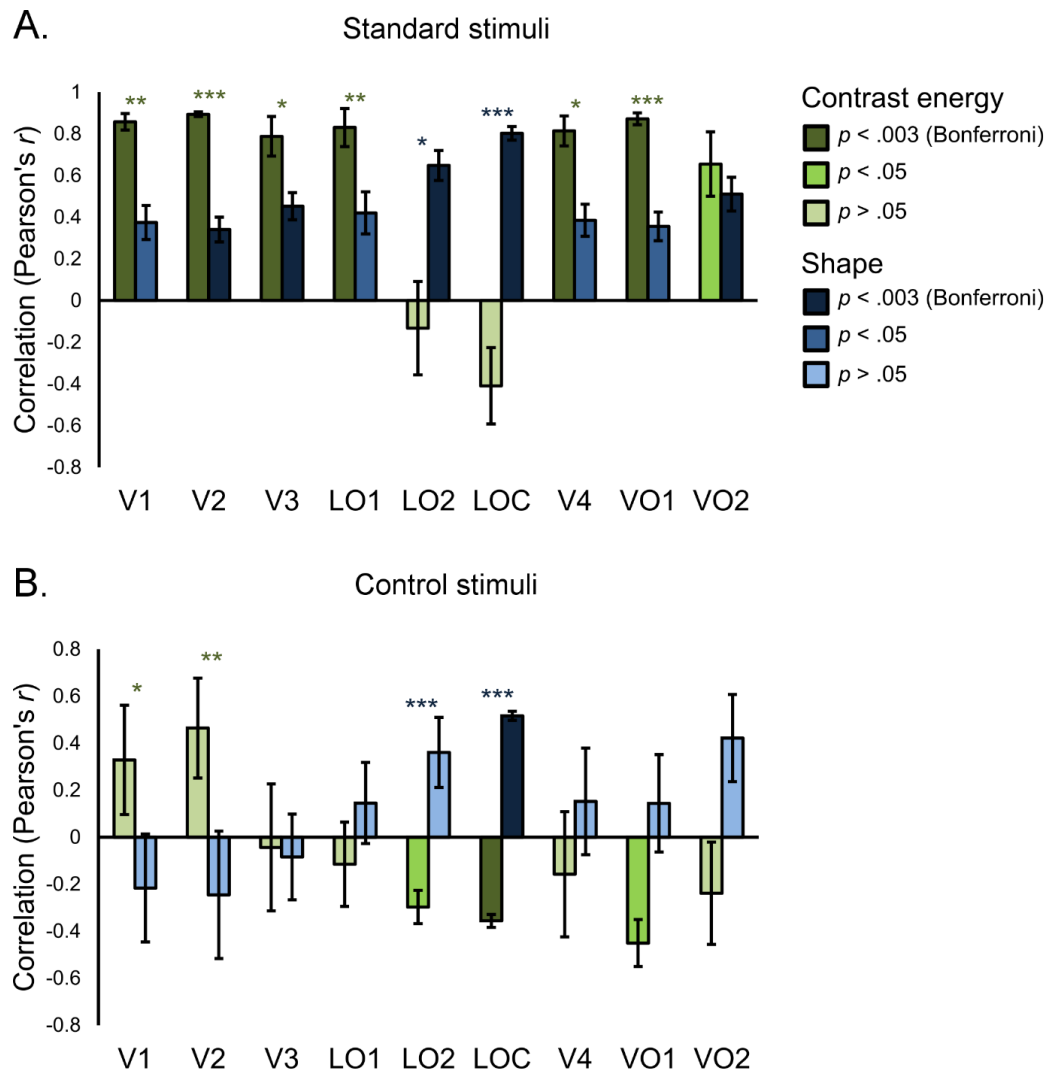 A.
Standard stimuli
Correlation (Pearson's r)
1
0.8
0.6
0.4
0.2
0
-0.2
-0.4
-0.6
-0.8
** *** * ** * *** * ***
V1 V2 V3 LO1 LO2 LOC V4 VO1 VO2
Contrast energy
p < .003 (Bonferroni)
p < .05
p > .05
Shape
p < .003 (Bonferroni)
p < .05
p > .05
B.
Control stimuli
Correlation (Pearson's r)
0.8
0.6
0.4
0.2
0
-0.2
-0.4
-0.6
-0.8
* ** *** ***
V1 V2 V3 LO1 LO2 LOC V4 VO1 VO2